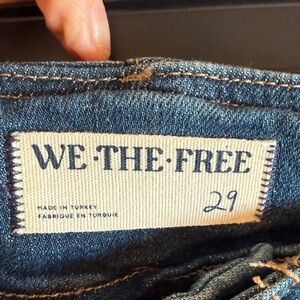 WE·THE·FREE
29
MADE IN TURKEY
FABRIQUÉ EN TURQUIE